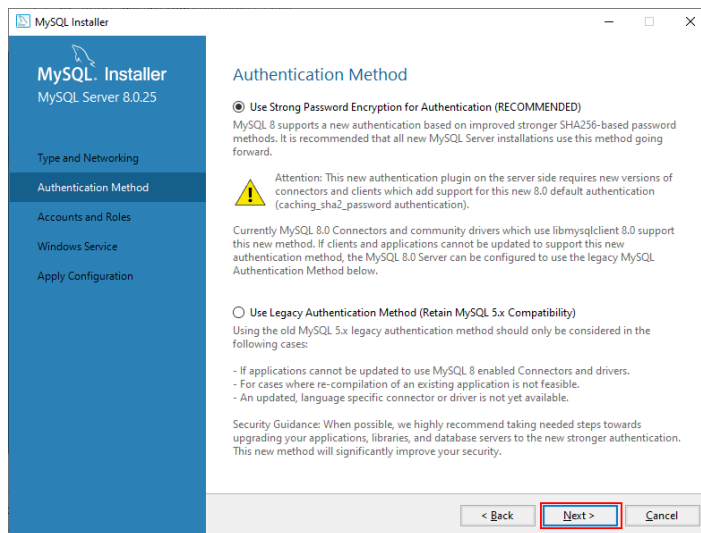 MySQL Installer
MySQL. Installer
MySQL Server 8.0.25
Type and Networking
Authentication Method
Accounts and Roles
Windows Service
Apply Configuration
Authentication Method
Use Strong Password Encryption for Authentication (RECOMMENDED)
MySQL 8 supports a new authentication based on improved stronger SHA256-based password
methods. It is recommended that all new MySQL Server installations use this method going
forward.
Attention: This new authentication plugin on the server side requires new versions of
connectors and clients which add support for this new 8.0 default authentication
(caching_sha2_password authentication).
Currently MySQL 8.0 Connectors and community drivers which use libmysqlclient 8.0 support
this new method. If clients and applications cannot be updated to support this new
authentication method, the MySQL 8.0 Server can be configured to use the legacy MySQL
Authentication Method below.
Use Legacy Authentication Method (Retain MySQL 5.x Compatibility)
Using the old MySQL 5.x legacy authentication method should only be considered in the
following cases:
- If applications cannot be updated to use MySQL 8 enabled Connectors and drivers.
- For cases where re-compilation of an existing application is not feasible.
- An updated, language specific connector or driver is not yet available.
Security Guidance: When possible, we highly recommend taking needed steps towards
upgrading your applications, libraries, and database servers to the new stronger authentication.
This new method will significantly improve your security.
< Back
Next >
Cancel